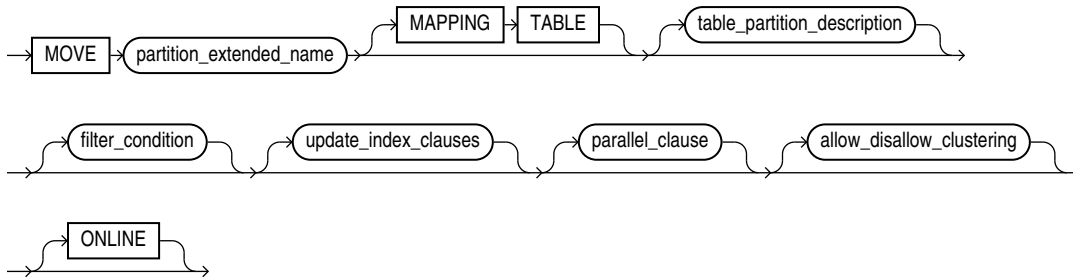 MOVE partition_extended_name MAPPING TABLE table_partition_description
filter_condition update_index_clauses parallel_clause allow_disallow_clustering
ONLINE